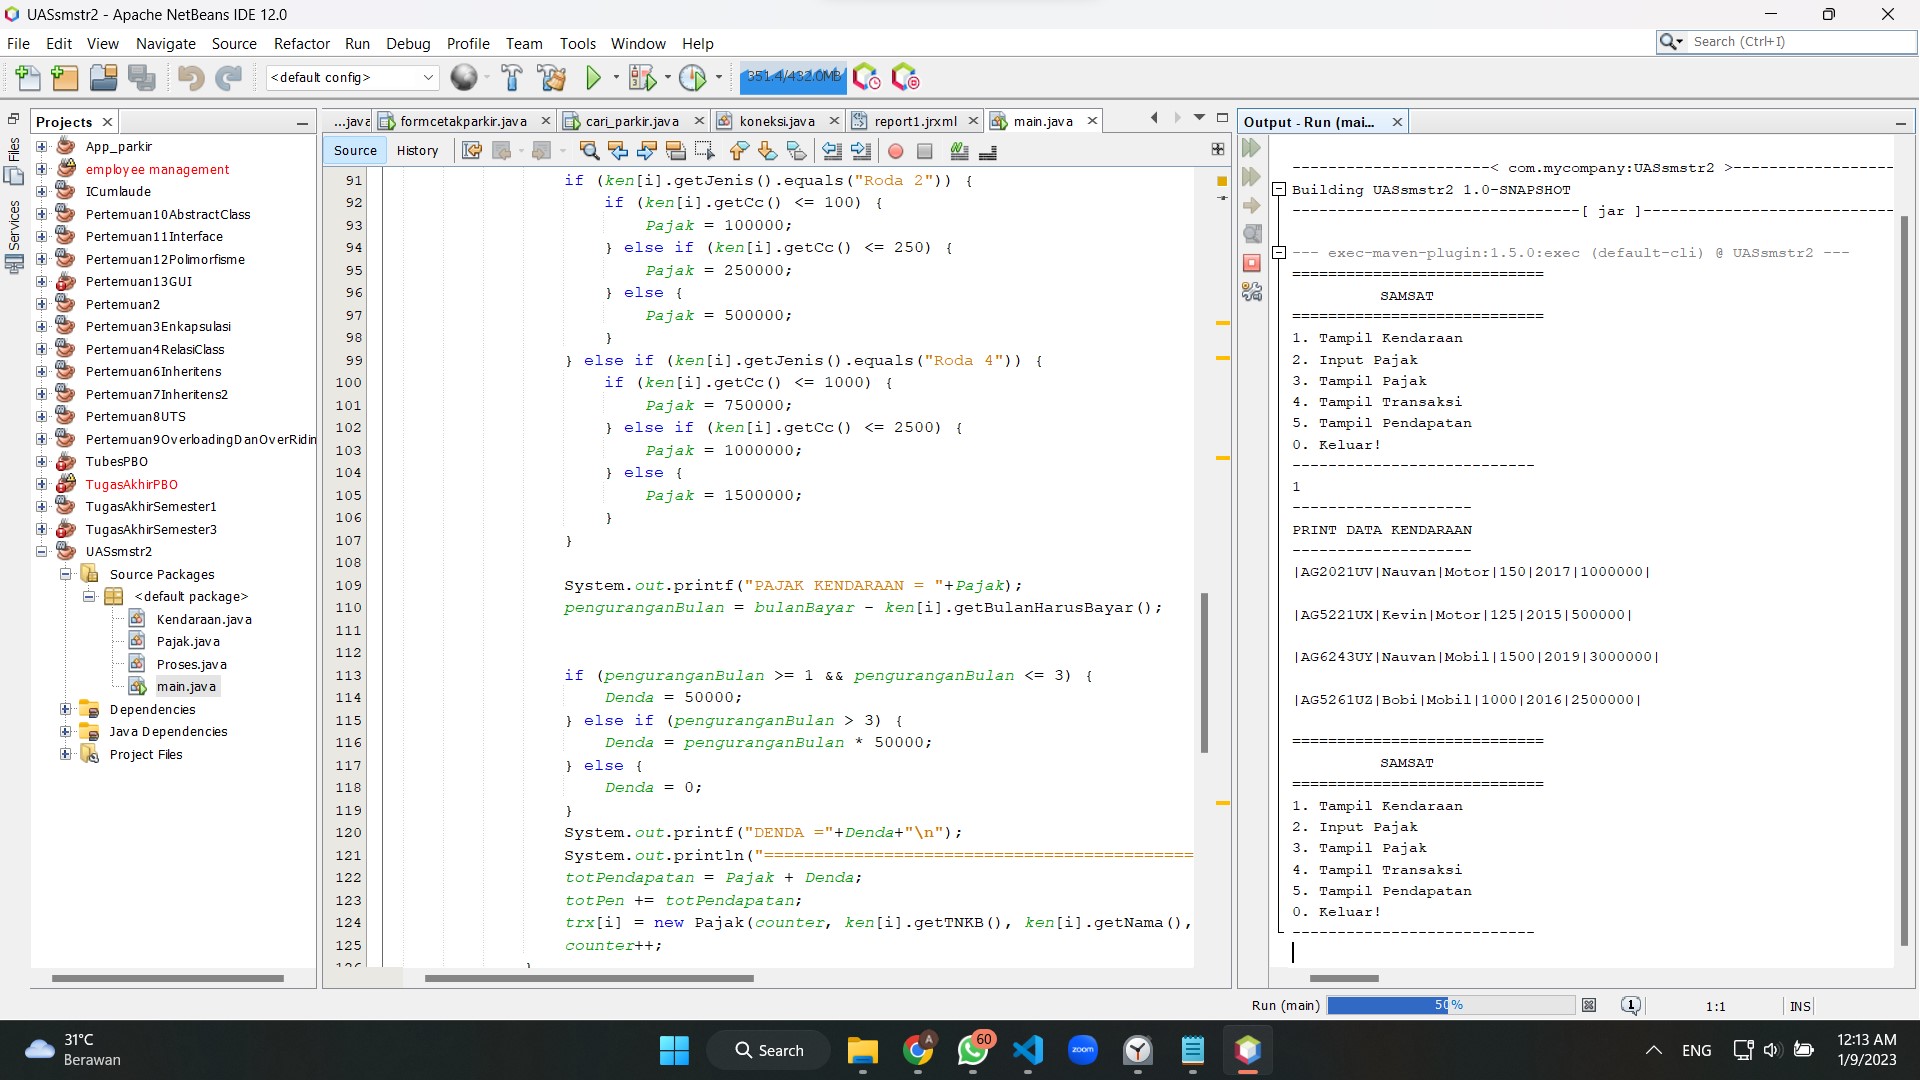 UASsmstr2 - Apache NetBeans IDE 12.0
File Edit View Navigate Source Refactor Run Debug Profile Team Tools Window Help
Search (Ctrl+I)
<default config>
351.4/432.0MB
Projects
Files
Services
App_parkir
employee management
ICumlaude
Pertemuan10AbstractClass
Pertemuan11Interface
Pertemuan12Polimorfisme
Pertemuan13GUI
Pertemuan2
Pertemuan3Enkapsulasi
Pertemuan4RelasiClass
Pertemuan6Inheritens
Pertemuan7Inheritens2
Pertemuan8UTS
Pertemuan9OverloadingDanOverRidin
TubesPBO
TugasAkhirPBO
TugasAkhirSemester1
TugasAkhirSemester3
UASsmstr2
Source Packages
<default package>
Kendaraan.java
Pajak.java
Proses.java
main.java
Dependencies
Java Dependencies
Project Files
...java formcetakparkir.java cari_parkir.java koneksi.java report1.jrxml main.java
Source History
91 if (ken[i].getJenis().equals("Roda 2")) {
92 if (ken[i].getCc() <= 100) {
93 Pajak = 100000;
94 } else if (ken[i].getCc() <= 250) {
95 Pajak = 250000;
96 } else {
97 Pajak = 500000;
98 }
99 } else if (ken[i].getJenis().equals("Roda 4")) {
100 if (ken[i].getCc() <= 1000) {
101 Pajak = 750000;
102 } else if (ken[i].getCc() <= 2500) {
103 Pajak = 1000000;
104 } else {
105 Pajak = 1500000;
106 }
107 }
108
109 System.out.printf("PAJAK KENDARAAN = "+Pajak);
110 penguranganBulan = bulanBayar - ken[i].getBulanHarusBayar();
111
112
113 if (penguranganBulan >= 1 && penguranganBulan <= 3) {
114 Denda = 50000;
115 } else if (penguranganBulan > 3) {
116 Denda = penguranganBulan * 50000;
117 } else {
118 Denda = 0;
119 }
120 System.out.printf("DENDA ="+Denda+"\n");
121 System.out.println("===========================================
122 totPendapatan = Pajak + Denda;
123 totPen += totPendapatan;
124 trx[i] = new Pajak(counter, ken[i].getTNKB(), ken[i].getNama(),
125 counter++;
Output - Run (mai...
----------------------< com.mycompany:UASsmstr2 >------------------
Building UASsmstr2 1.0-SNAPSHOT
--------------------------------[ jar ]----------------------------
--- exec-maven-plugin:1.5.0:exec (default-cli) @ UASsmstr2 ---
============================
SAMSAT
============================
1. Tampil Kendaraan
2. Input Pajak
3. Tampil Pajak
4. Tampil Transaksi
5. Tampil Pendapatan
0. Keluar!
---------------------------
1
--------------------
PRINT DATA KENDARAAN
--------------------
|AG2021UV|Nauvan|Motor|150|2017|1000000|
|AG5221UX|Kevin|Motor|125|2015|500000|
|AG6243UY|Nauvan|Mobil|1500|2019|3000000|
|AG5261UZ|Bobi|Mobil|1000|2016|2500000|
============================
SAMSAT
============================
1. Tampil Kendaraan
2. Input Pajak
3. Tampil Pajak
4. Tampil Transaksi
5. Tampil Pendapatan
0. Keluar!
---------------------------
Run (main) 50% 1 1:1 INS
31°C
Berawan
Search
A
60
zoom
ENG
12:13 AM
1/9/2023